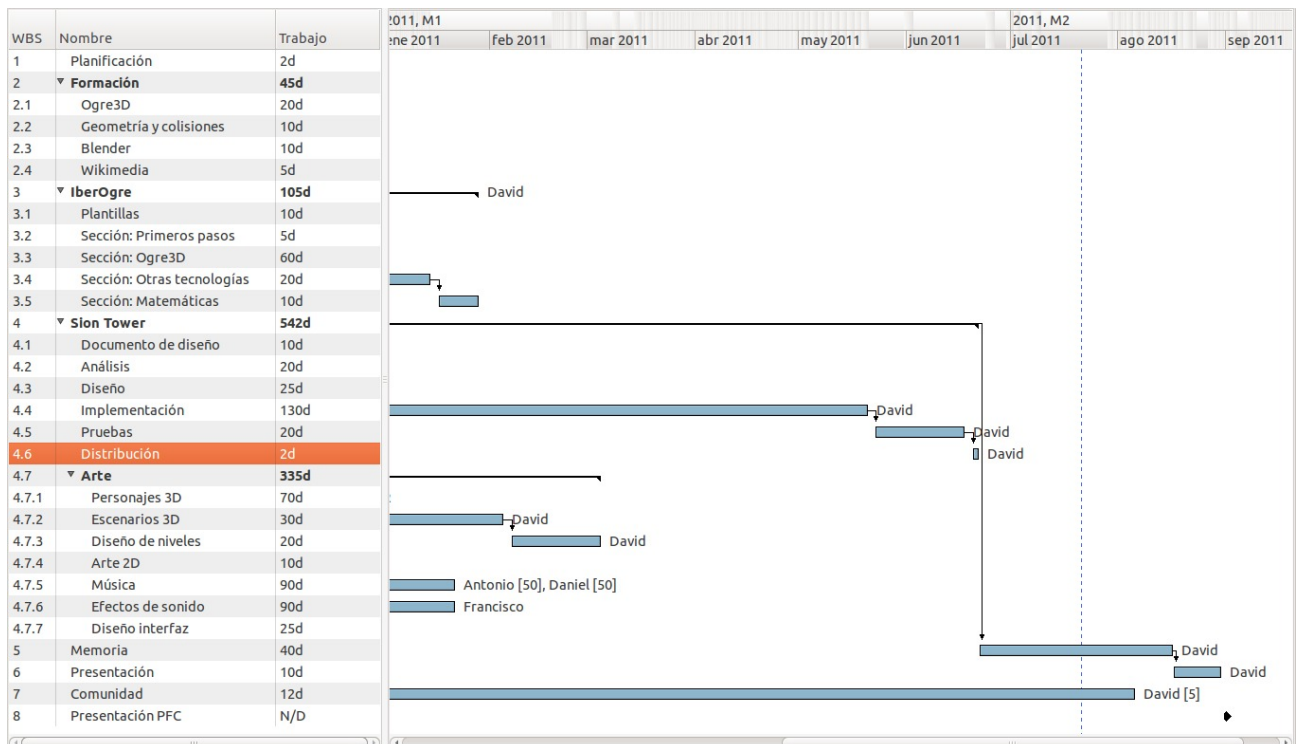 2011, M1 2011, M2
WBS Nombre Trabajo ene 2011 feb 2011 mar 2011 abr 2011 may 2011 jun 2011 jul 2011 ago 2011 sep 2011
1 Planificación 2d
2 Formación 45d
2.1 Ogre3D 20d
2.2 Geometría y colisiones 10d
2.3 Blender 10d
2.4 Wikimedia 5d
3 IberOgre 105d David
3.1 Plantillas 10d
3.2 Sección: Primeros pasos 5d
3.3 Sección: Ogre3D 60d
3.4 Sección: Otras tecnologías 20d
3.5 Sección: Matemáticas 10d
4 Sion Tower 542d
4.1 Documento de diseño 10d
4.2 Análisis 20d
4.3 Diseño 25d
4.4 Implementación 130d David
4.5 Pruebas 20d David
4.6 Distribución 2d David
4.7 Arte 335d
4.7.1 Personajes 3D 70d
4.7.2 Escenarios 3D 30d David
4.7.3 Diseño de niveles 20d David
4.7.4 Arte 2D 10d
4.7.5 Música 90d Antonio [50], Daniel [50]
4.7.6 Efectos de sonido 90d Francisco
4.7.7 Diseño interfaz 25d
5 Memoria 40d David
6 Presentación 10d David
7 Comunidad 12d David [5]
8 Presentación PFC N/D